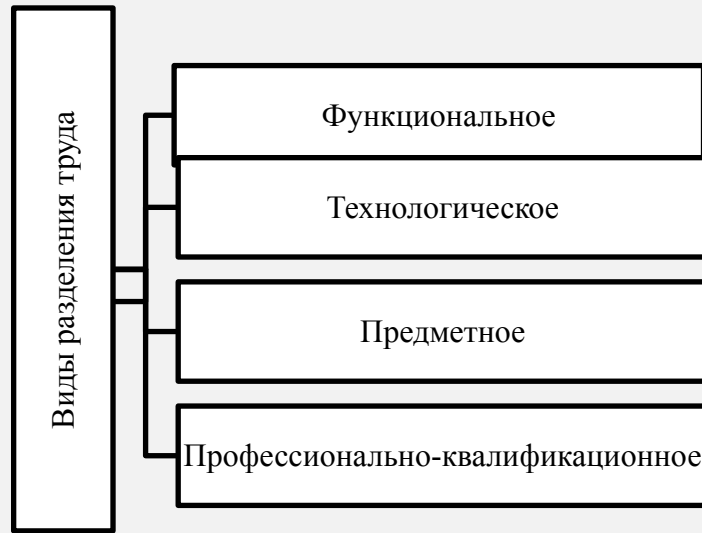 Виды разделения труда
Функциональное
Технологическое
Предметное
Профессионально-квалификационное